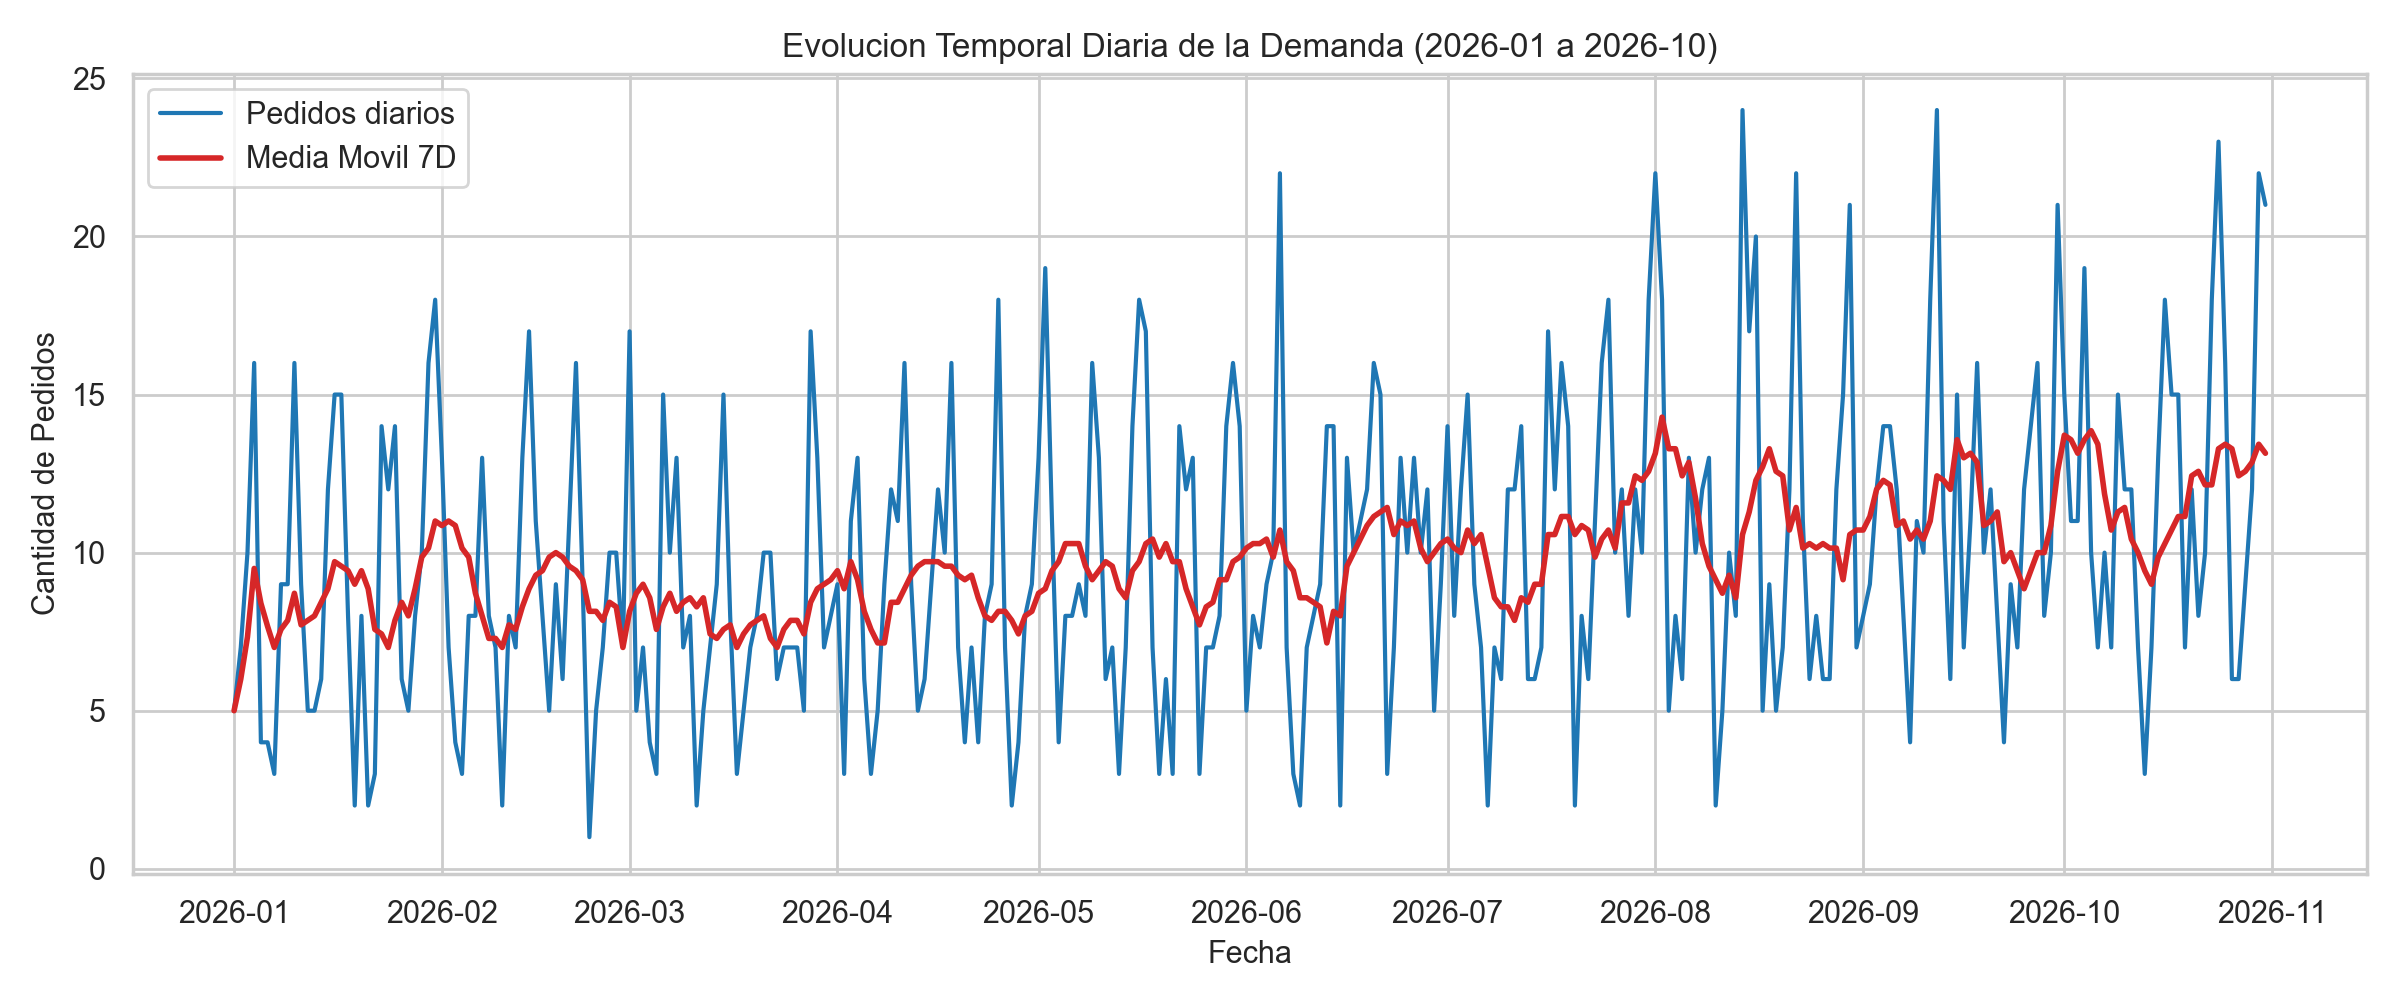 Evolucion Temporal Diaria de la Demanda (2026-01 a 2026-10)
Pedidos diarios
Media Movil 7D
Cantidad de Pedidos
25
20
15
10
5
0
2026-01 2026-02 2026-03 2026-04 2026-05 2026-06 2026-07 2026-08 2026-09 2026-10 2026-11
Fecha